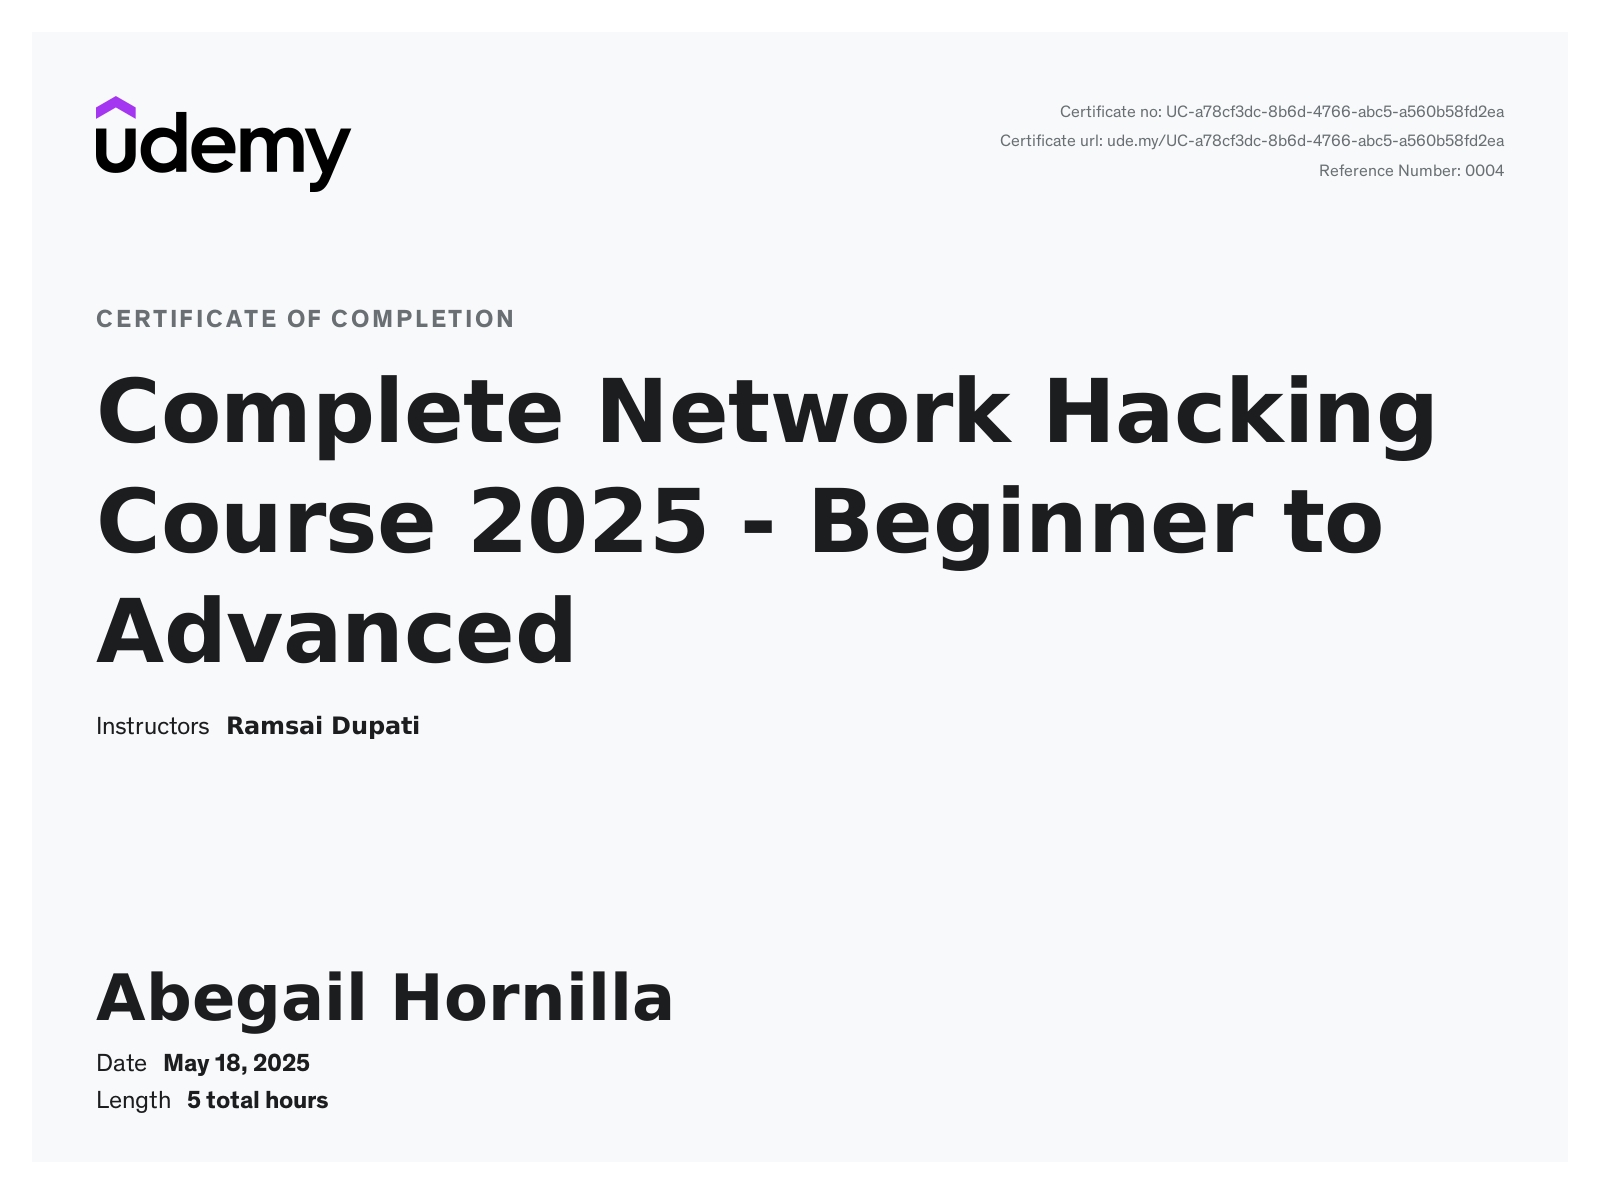 udemy
Certificate no: UC-a78cf3dc-8b6d-4766-abc5-a560b58fd2ea
Certificate url: ude.my/UC-a78cf3dc-8b6d-4766-abc5-a560b58fd2ea
Reference Number: 0004
CERTIFICATE OF COMPLETION
Complete Network Hacking
Course 2025 - Beginner to
Advanced
Instructors Ramsai Dupati
Abegail Hornilla
Date May 18, 2025
Length 5 total hours